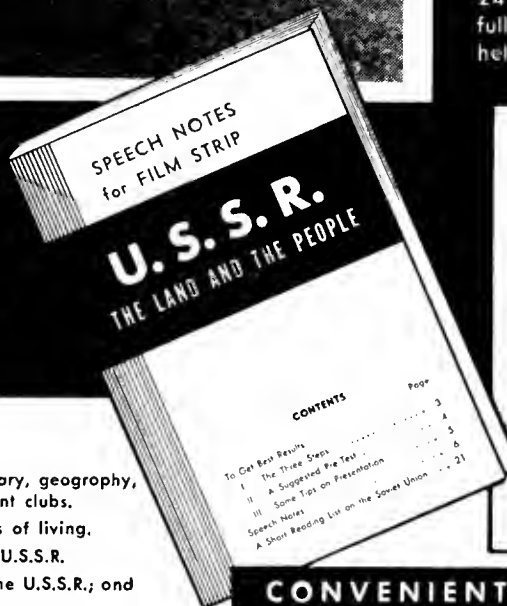 24
full
hel
SPEECH NOTES
for FILM STRIP
U. S. S. R.
THE LAND AND THE PEOPLE
CONTENTS
Page
To Get Best Results
I The Three Steps . . . . . . 3
II A Suggested Pre Test . . . 4
III Some Tips on Presentation . . . 5
Speech Notes . . . . . 6
A Short Reading List on the Soviet Union . . . 21
ary, geography,
nt clubs.
s of living.
U.S.S.R.
he U.S.S.R.; and
CONVENIENT